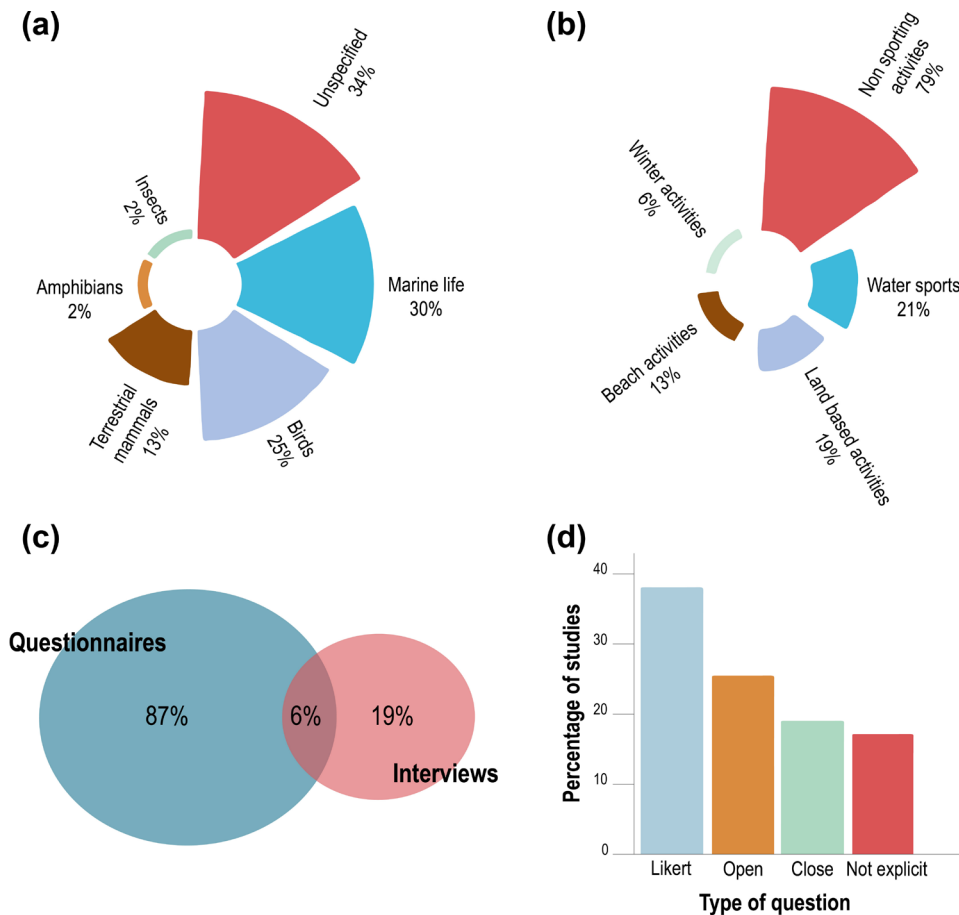 (a)
Unspecified
34%
Marine life
30%
Birds
25%
Terrestrial
mammals
13%
Amphibians
2%
Insects
2%
(b)
Non sporting
activites
79%
Water sports
21%
Land based activities
19%
Beach activities
13%
Winter activities
6%
(c)
Questionnaires
87%
6%
19%
Interviews
(d)
Percentage of studies
40
30
20
10
0
Likert
Open
Close
Not explicit
Type of question